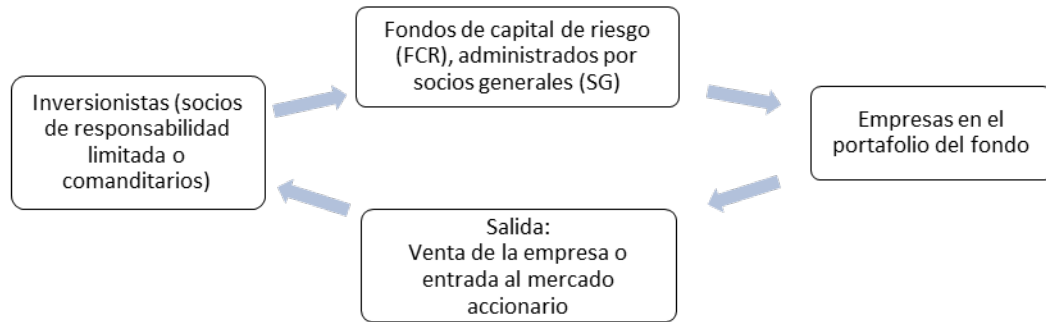 Fondos de capital de riesgo
(FCR), administrados por
socios generales (SG)
Inversionistas (socios
de responsabilidad
limitada o
comanditarios)
Empresas en el
portafolio del fondo
Salida:
Venta de la empresa o
entrada al mercado
accionario